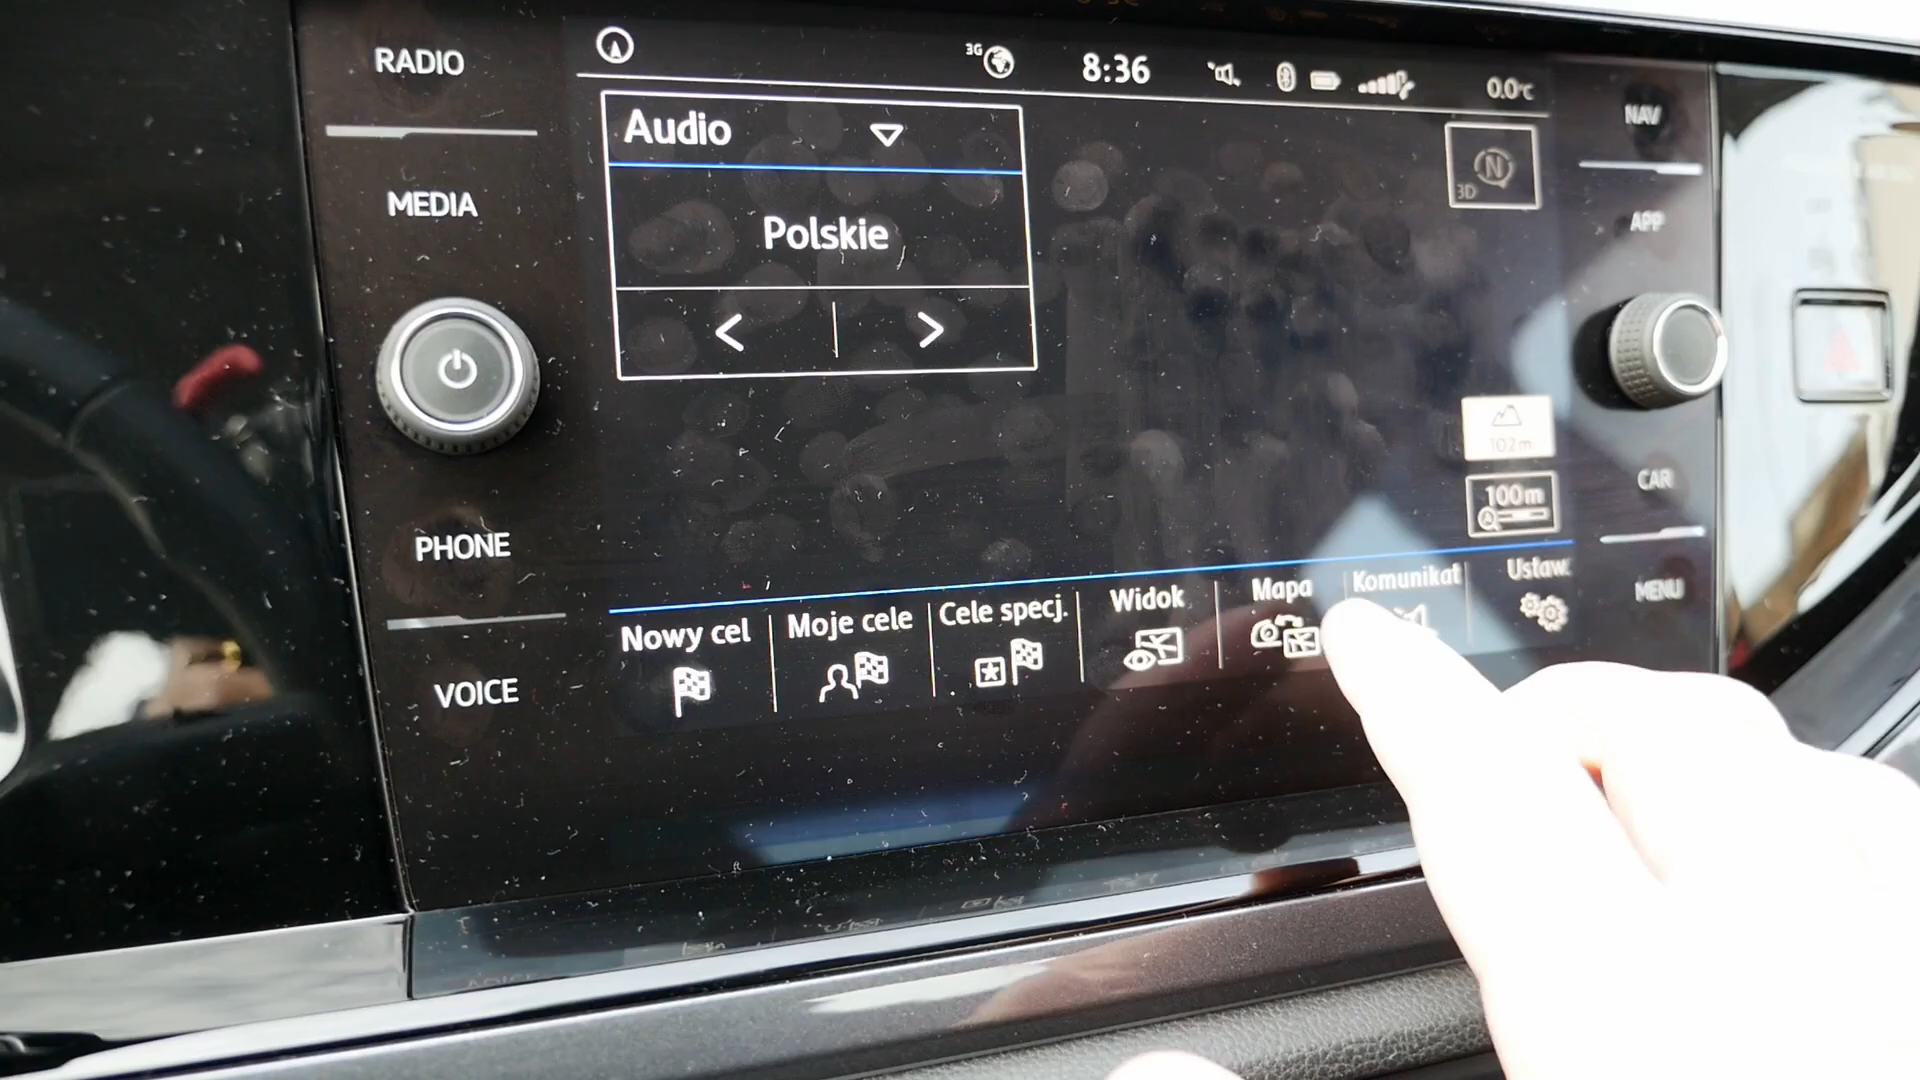 RADIO
MEDIA
PHONE
VOICE
3G
8:36
0.0°C
Audio
Polskie
N
3D
102m
100m
Nowy cel
Moje cele
Cele specj.
Widok
Mapa
Komunikat
Ustaw.
NAV
APP
CAR
MENU